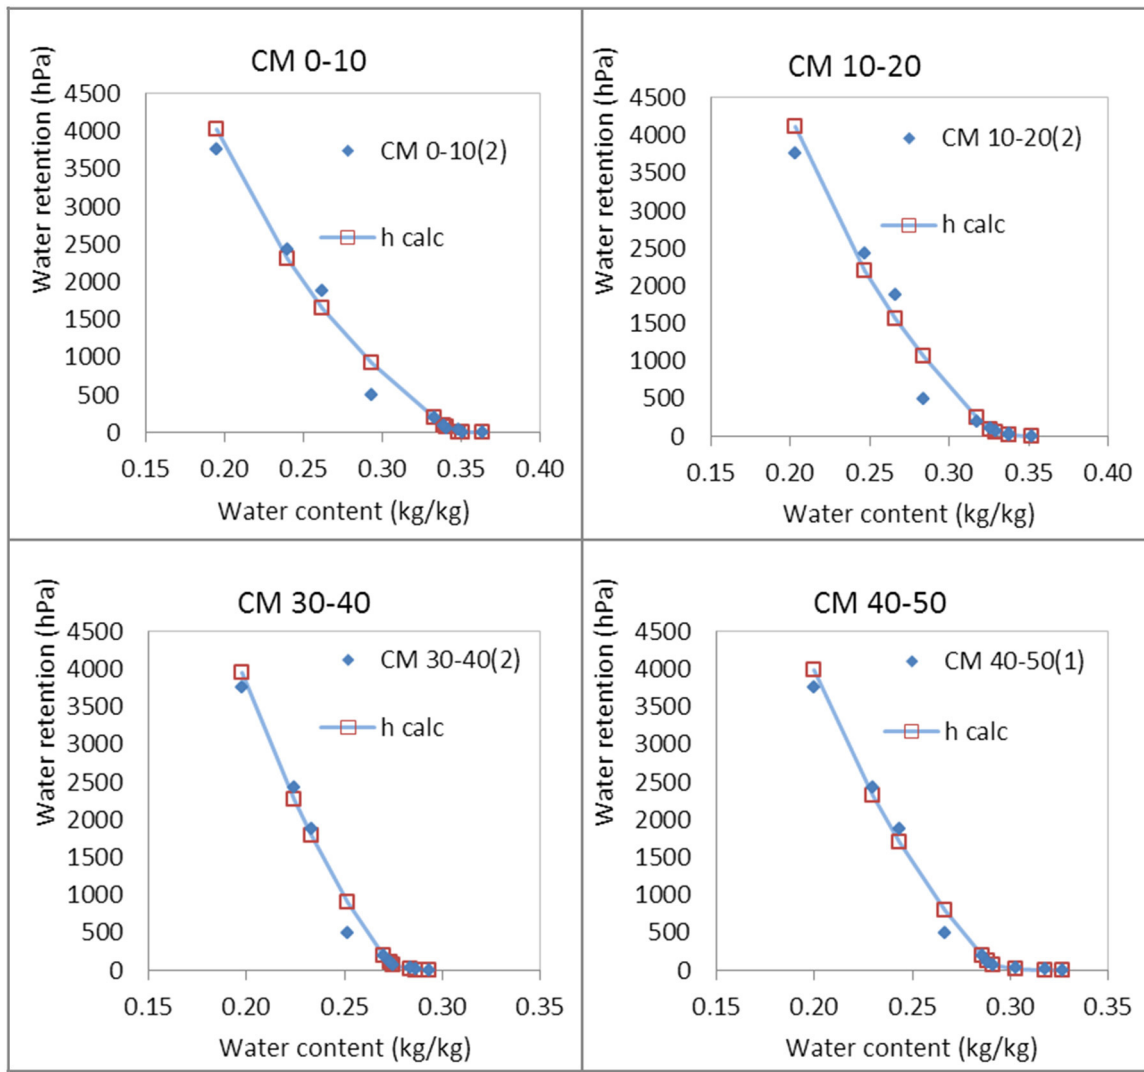 CM 0-10
Water retention (hPa)
4500
4000
3500
3000
2500
2000
1500
1000
500
0
CM 0-10(2)
h calc
0.15 0.20 0.25 0.30 0.35 0.40
Water content (kg/kg)
CM 10-20
Water retention (hPa)
4500
4000
3500
3000
2500
2000
1500
1000
500
0
CM 10-20(2)
h calc
0.15 0.20 0.25 0.30 0.35 0.40
Water content (kg/kg)
CM 30-40
Water retention (hPa)
4500
4000
3500
3000
2500
2000
1500
1000
500
0
CM 30-40(2)
h calc
0.15 0.20 0.25 0.30 0.35
Water content (kg/kg)
CM 40-50
Water retention (hPa)
4500
4000
3500
3000
2500
2000
1500
1000
500
0
CM 40-50(1)
h calc
0.15 0.20 0.25 0.30 0.35
Water content (kg/kg)